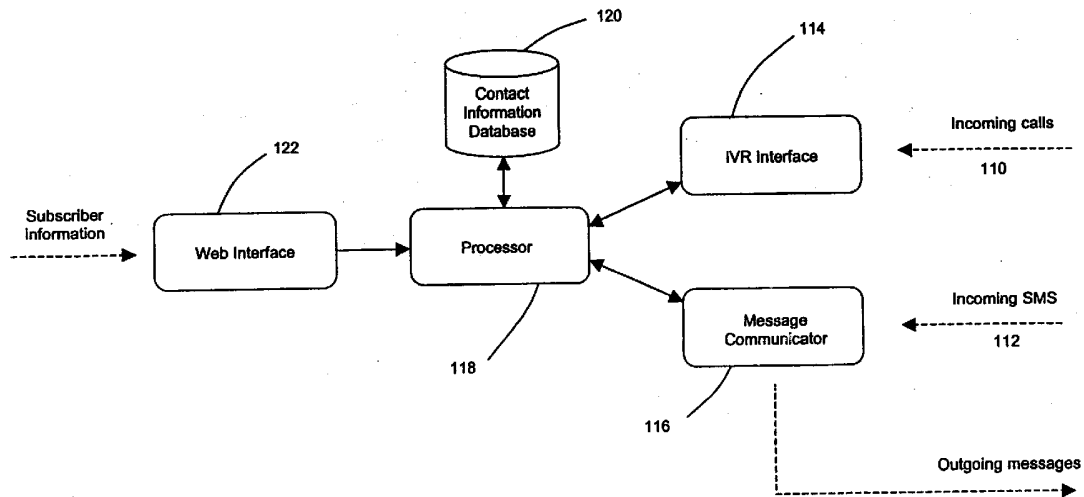 120
114
Contact
Information
Database
Incoming calls
IVR Interface
110
122
Subscriber
information
Web Interface
Processor
Incoming SMS
Message
Communicator
112
118
116
Outgoing messages